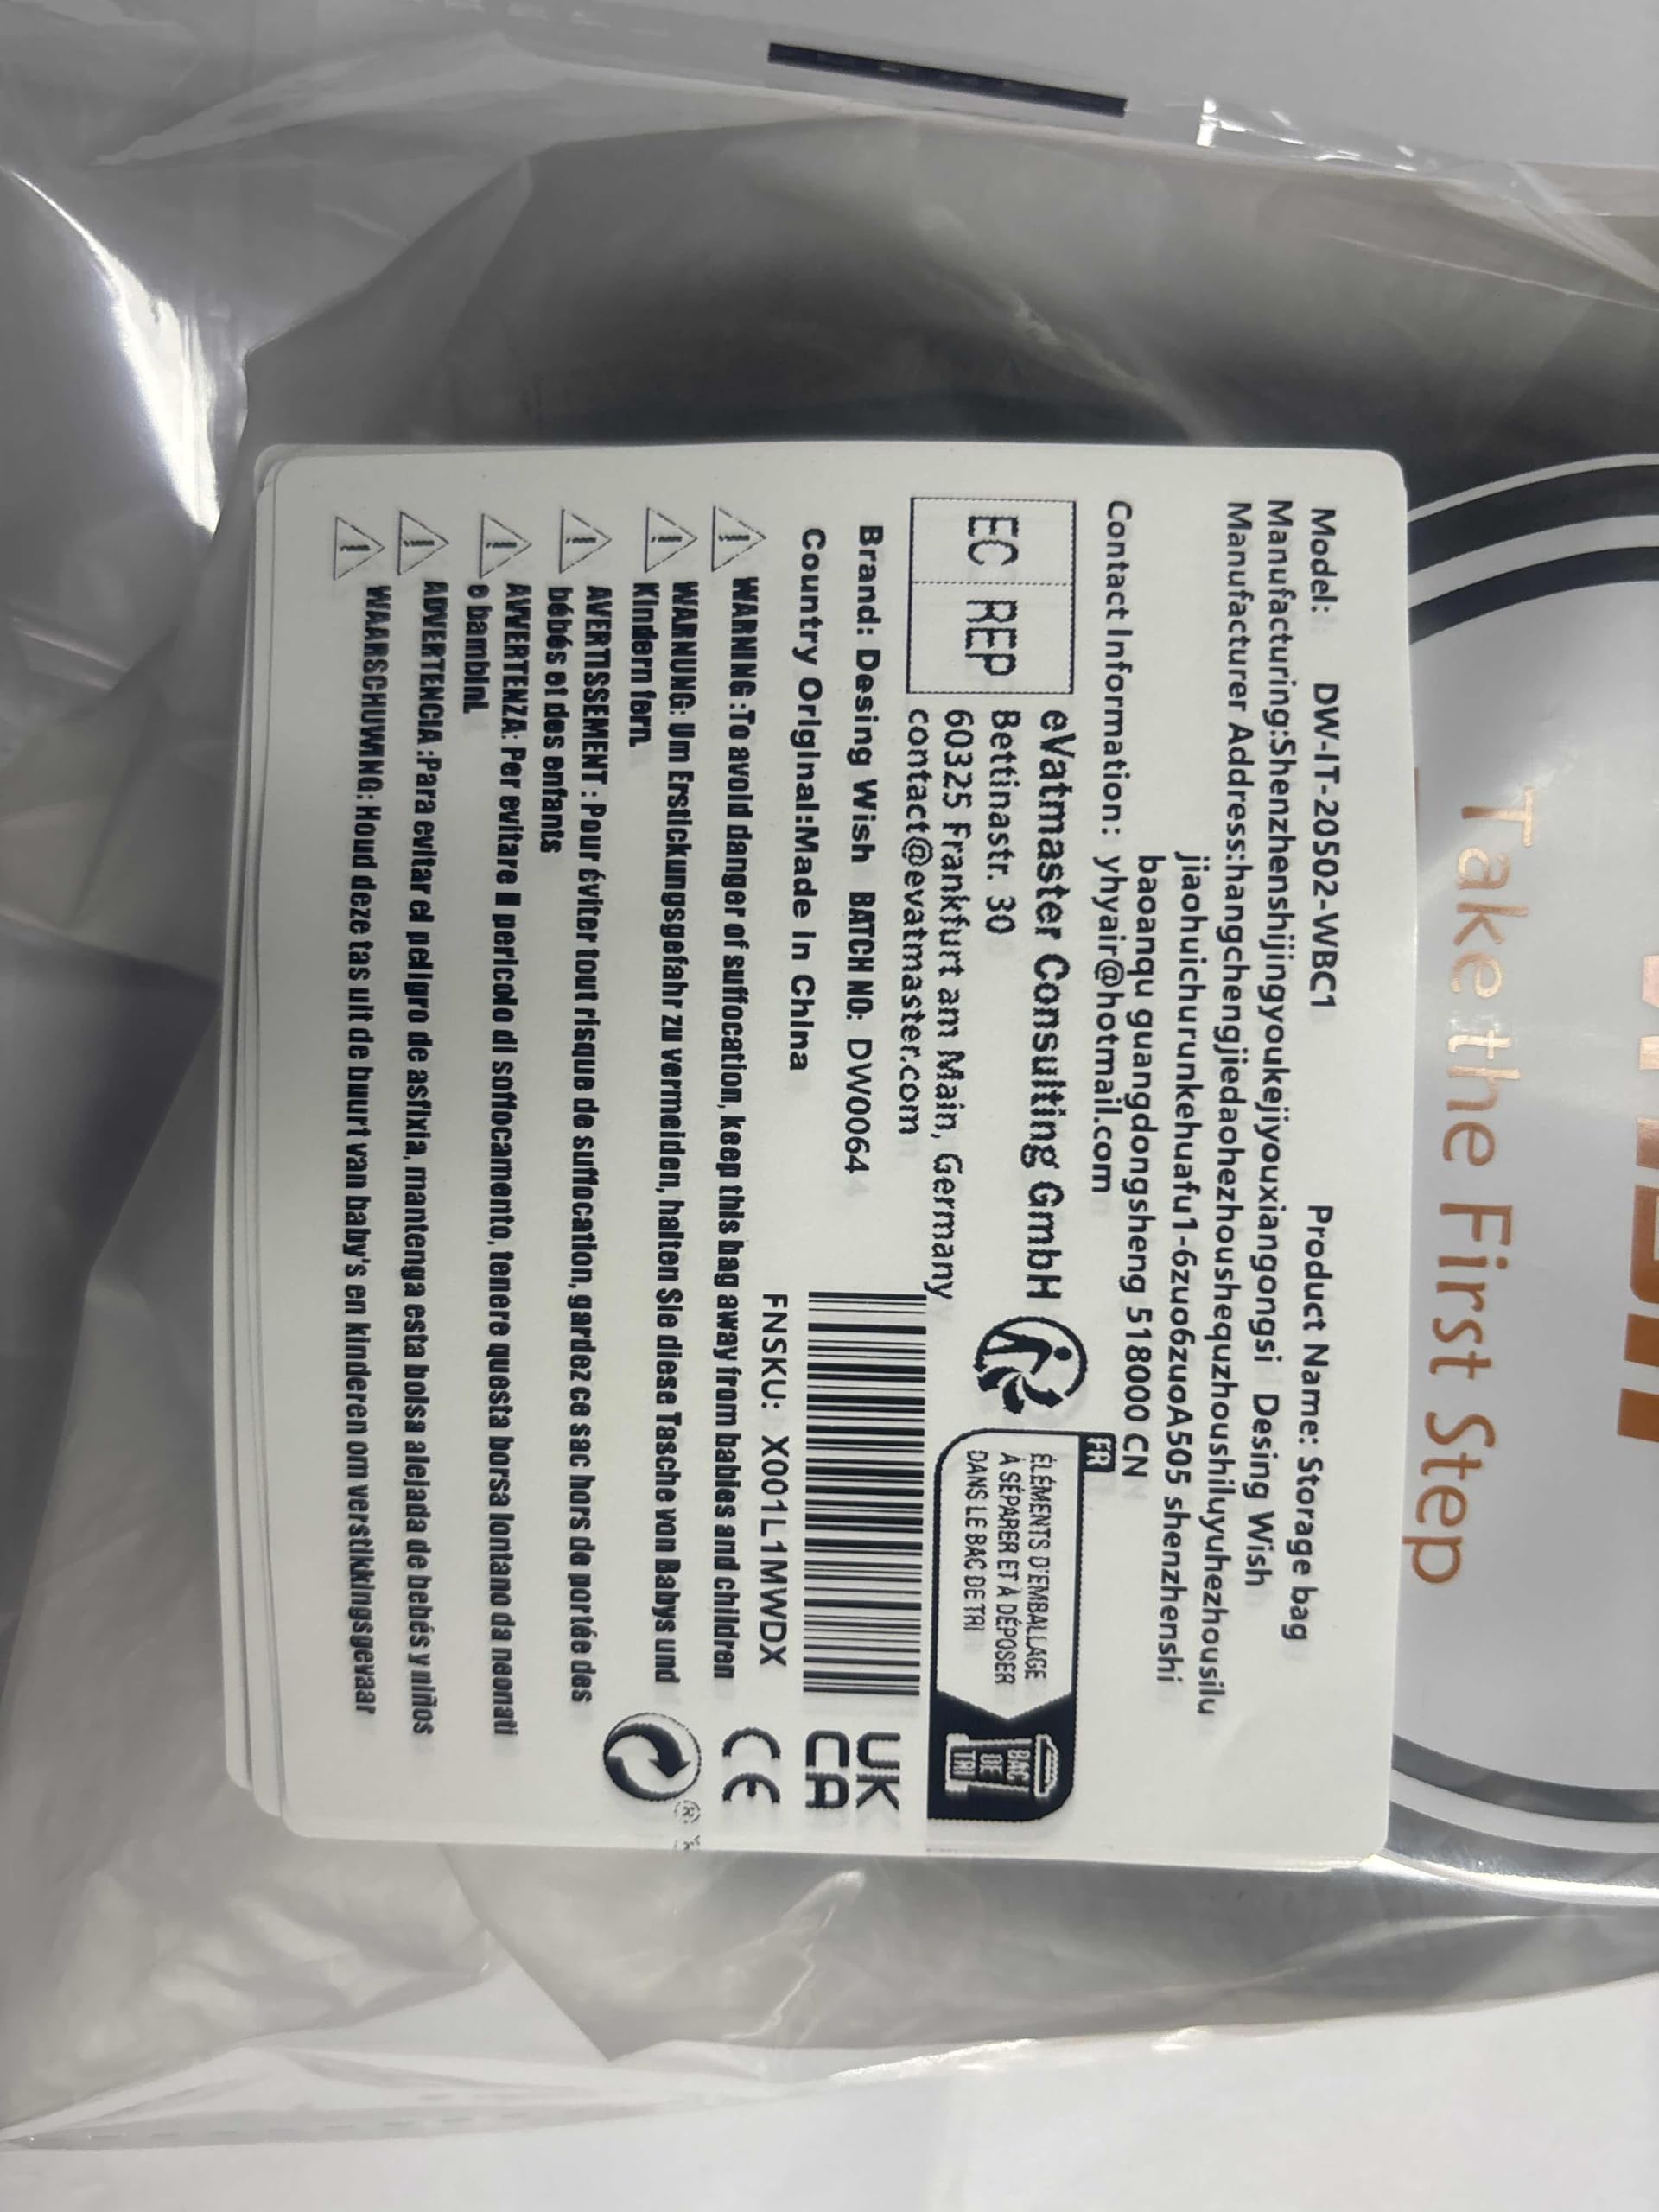 Take the First Step
Model: DW-IT-20502-WBC1 Product Name: Storage bag
Manufacturing:Shenzhenshijingyoukejiyouxiangongsi Desing Wish
Manufacturer Address:hangchengjiedaohezhoushequzhoushiluyuhezhousilu
jiaohuichurunkehuafu1-6zuo6zuoA505 shenzhenshi
baoanqu guangdongsheng 518000 CN
Contact Information: yhyair@hotmail.com
EC REP
eVatmaster Consulting GmbH
Bettinastr. 30
60325 Frankfurt am Main, Germany
contact@evatmaster.com
FR
ÉLÉMENTS D'EMBALLAGE
À SÉPARER ET À DÉPOSER
DANS LE BAC DE TRI
BAC
DE
TRI
Brand: Desing Wish BATCH NO: DW0064
Country Original:Made In China
FNSKU: X001L1MWDX
UK
CA
CE
WARNING :To avoid danger of suffocation, keep this bag away from babies and children
WARNUNG: Um Erstickungsgefahr zu vermeiden, halten Sie diese Tasche von Babys und
Kindern fern.
AVERTISSEMENT : Pour éviter tout risque de suffocation, gardez ce sac hors de portée des
bébés et des enfants
AVVERTENZA: Per evitare il pericolo di soffocamento, tenere questa borsa lontano da neonati
e bambini.
ADVERTENCIA :Para evitar el peligro de asfixia, mantenga esta bolsa alejada de bebés y niños
WAARSCHUWING: Houd deze tas uit de buurt van baby's en kinderen om verstikkingsgevaar